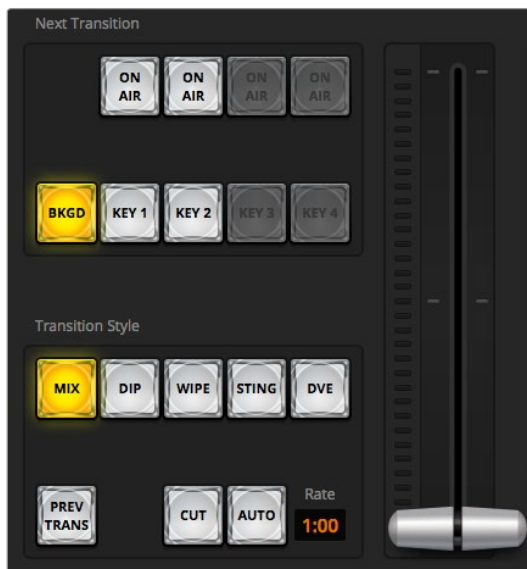 Next Transition
ON AIR
ON AIR
ON AIR
ON AIR
BKGD
KEY 1
KEY 2
KEY 3
KEY 4
Transition Style
MIX
DIP
WIPE
STING
DVE
PREV TRANS
CUT
AUTO
Rate
1:00